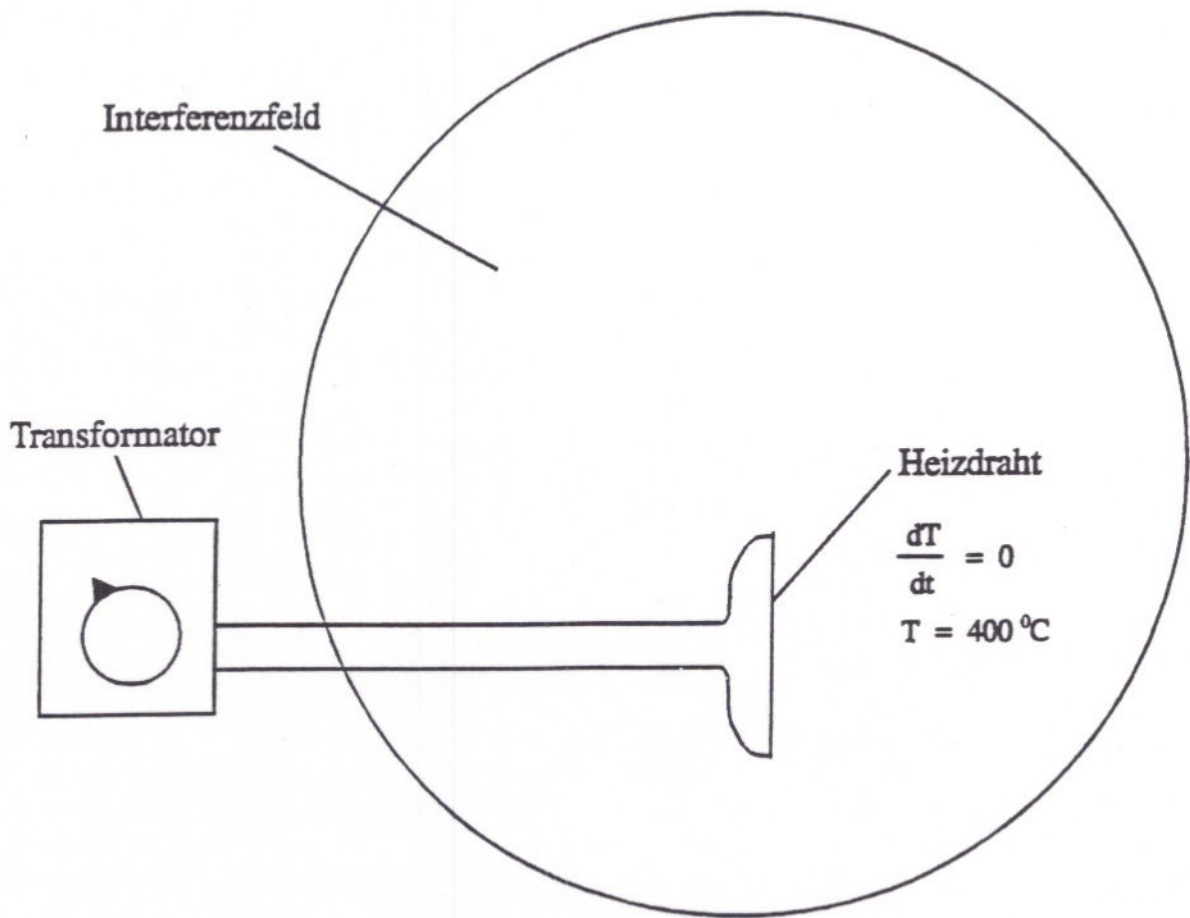 Interferenzfeld
Transformator
Heizdraht
dT/dt = 0
T = 400 °C